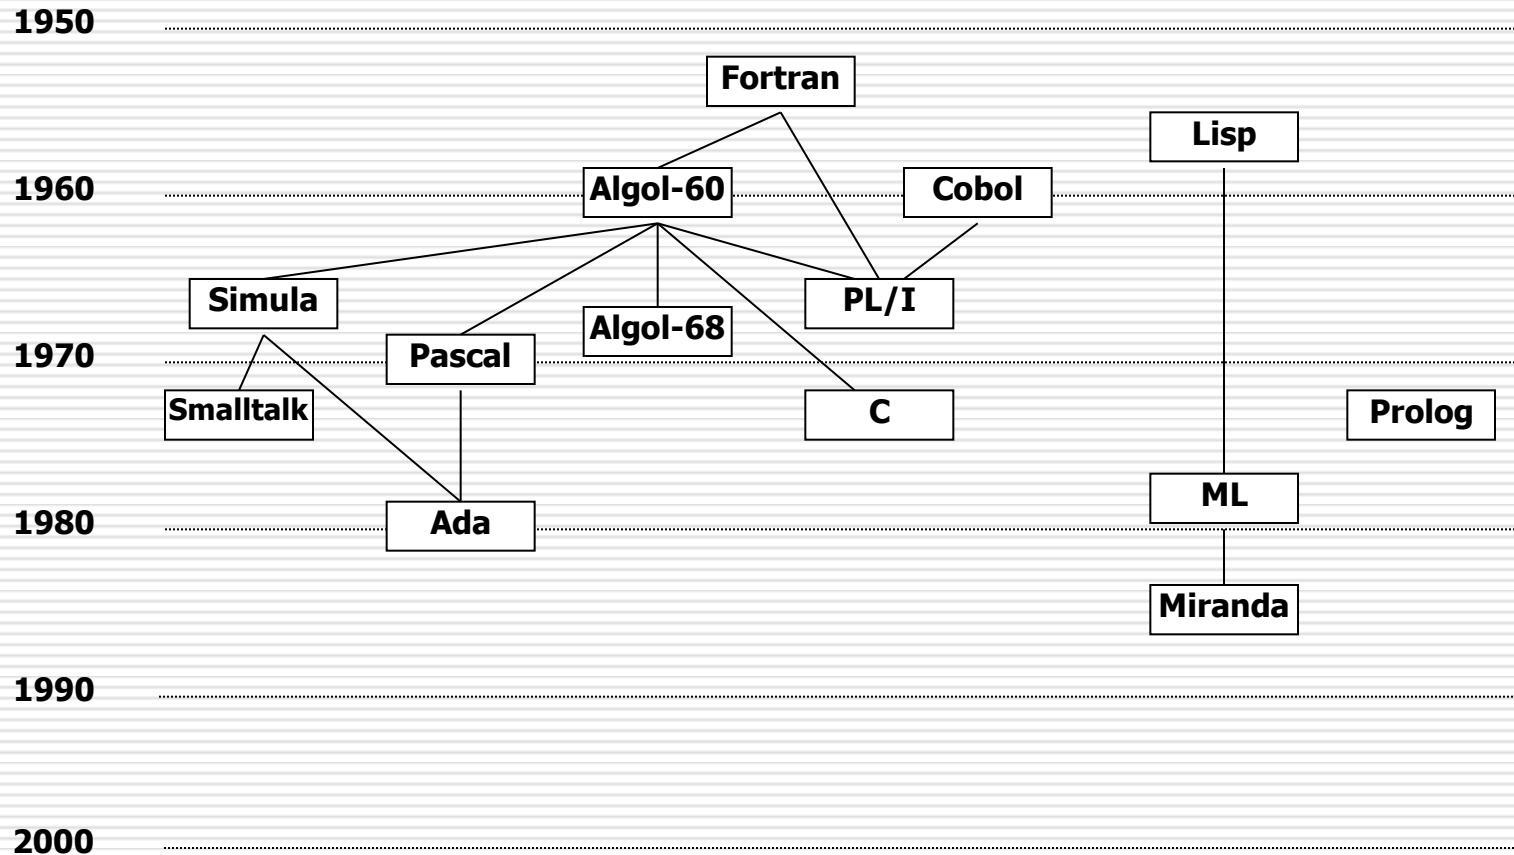 1950
Fortran
Lisp
1960
Algol-60
Cobol
Simula
PL/I
Algol-68
1970
Pascal
Smalltalk
C
Prolog
ML
1980
Ada
Miranda
1990
2000